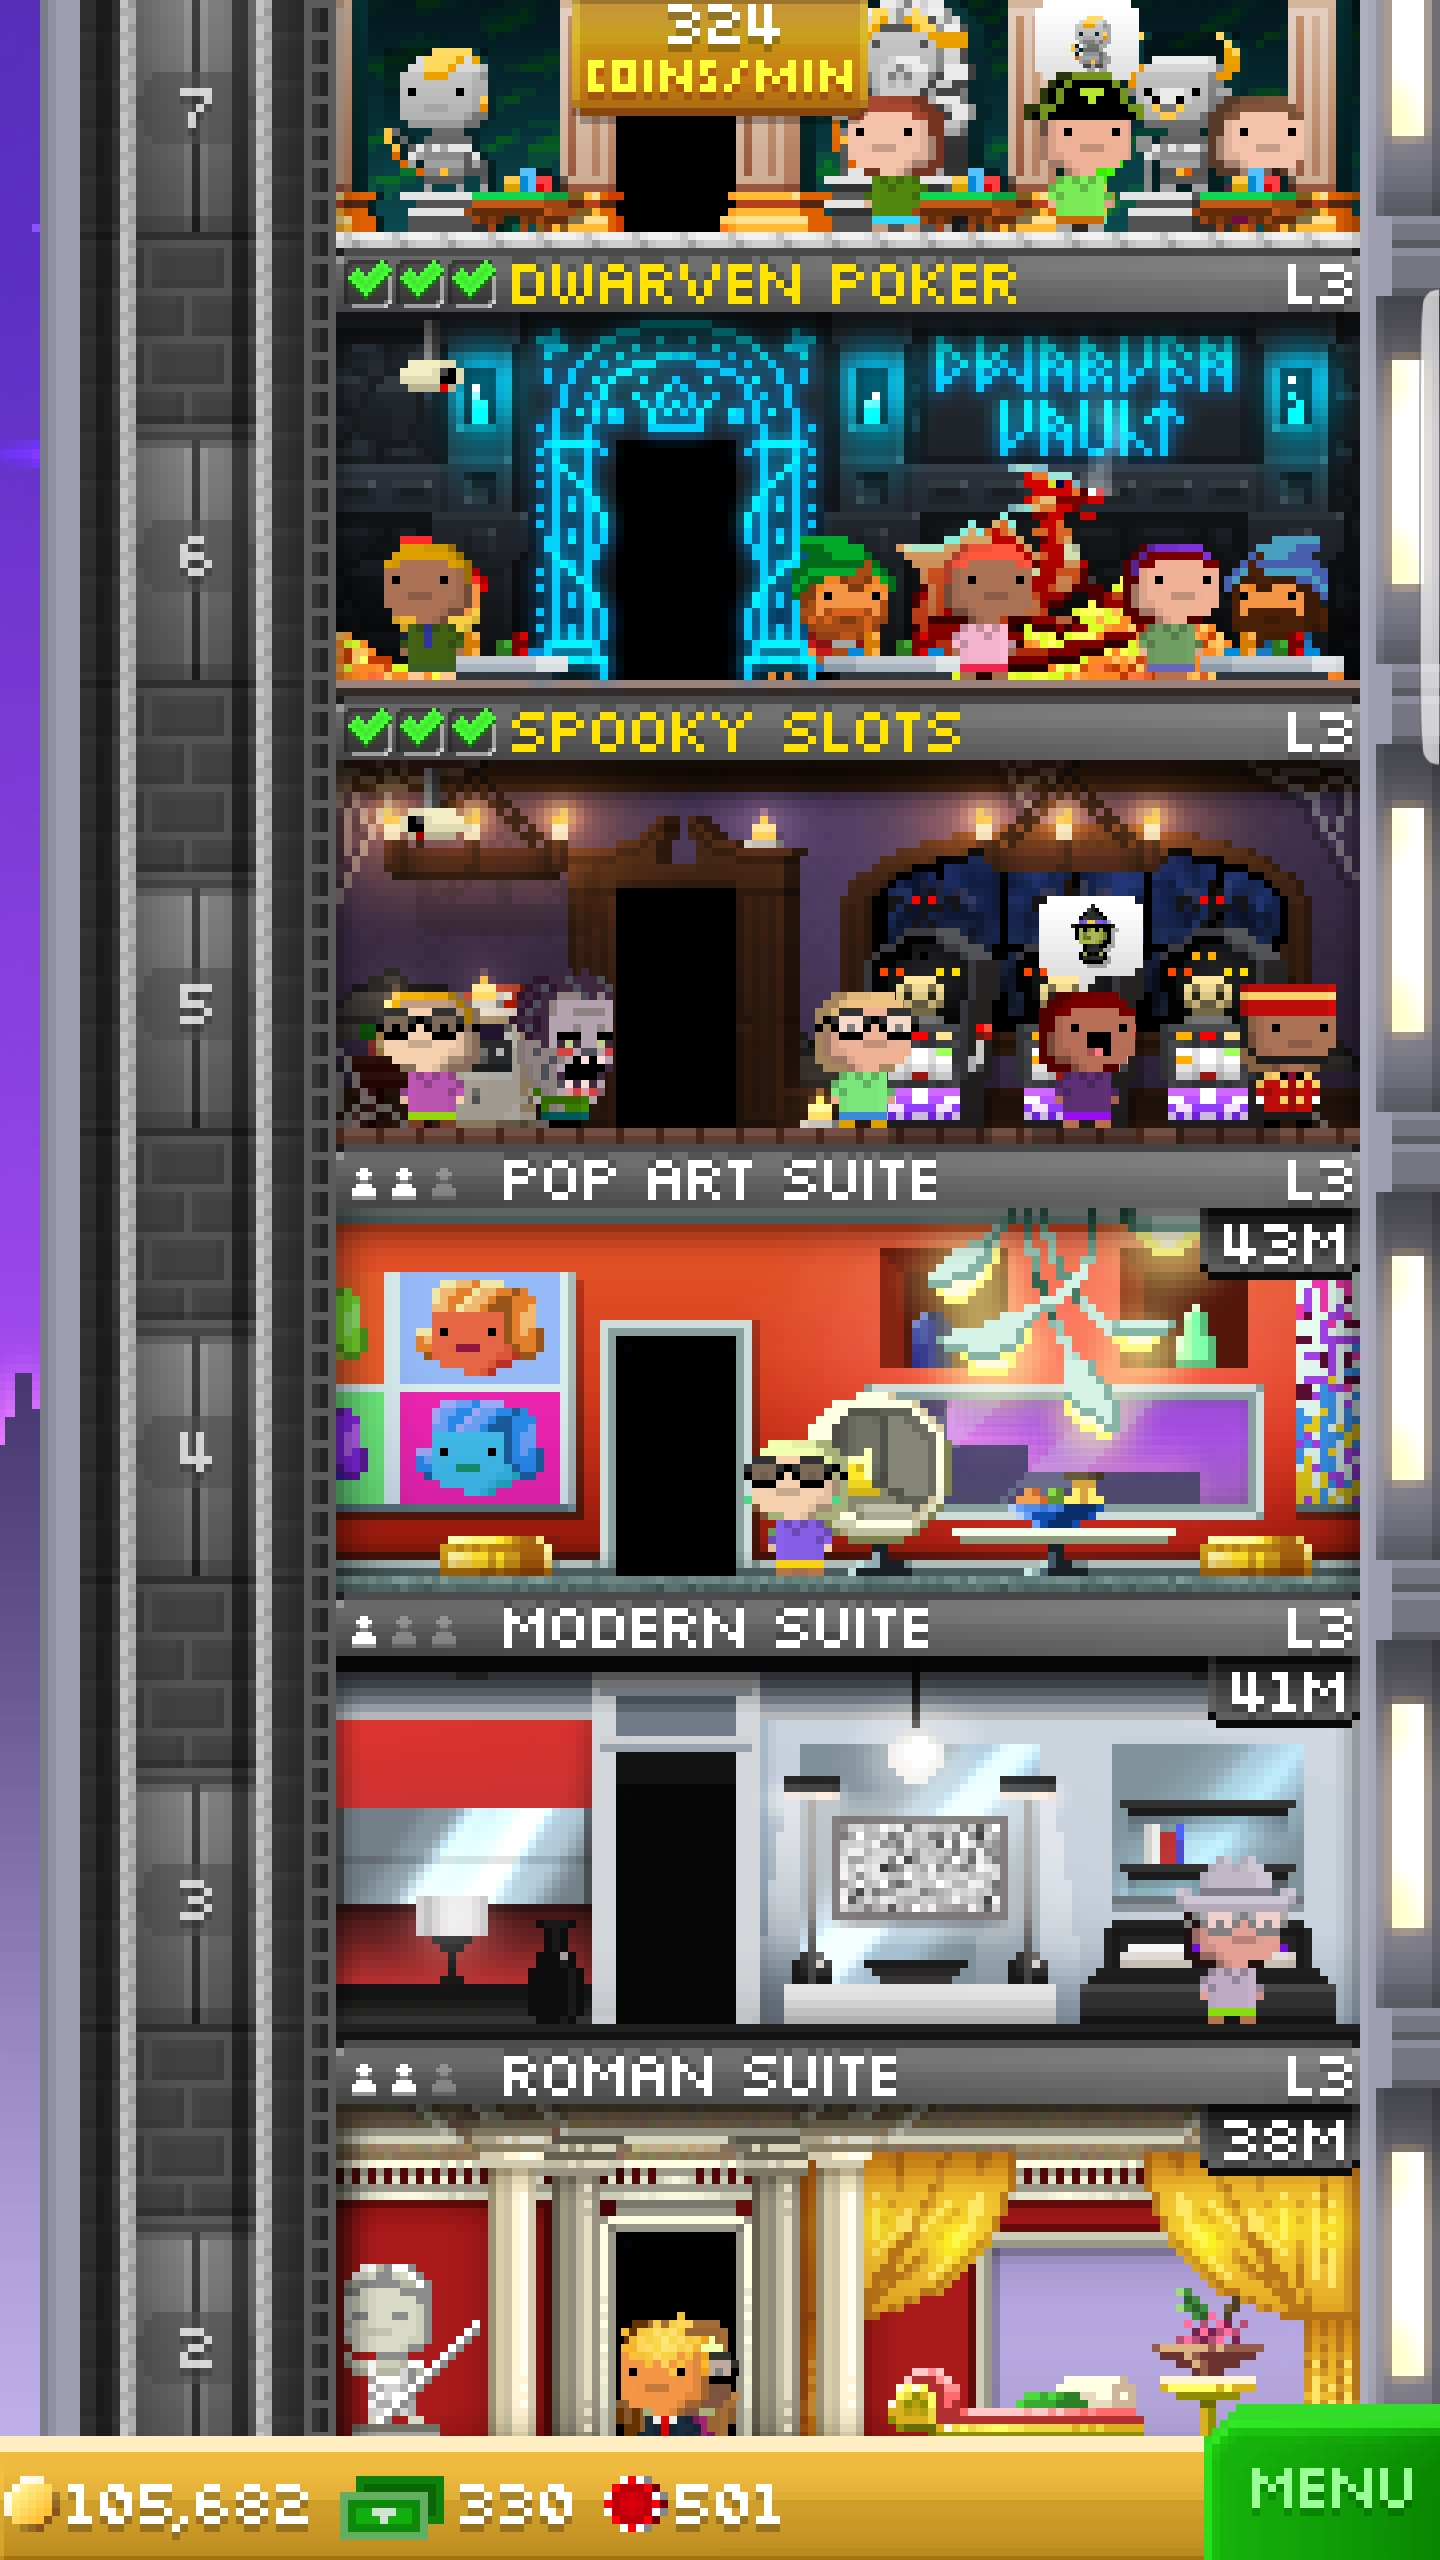 324
COINS/MIN
7
DWARVEN POKER L3
DWARVEN
VAULT
6
SPOOKY SLOTS L3
5
POP ART SUITE L3
43M
4
MODERN SUITE L3
41M
3
ROMAN SUITE L3
38M
2
105,682 330 501
MENU